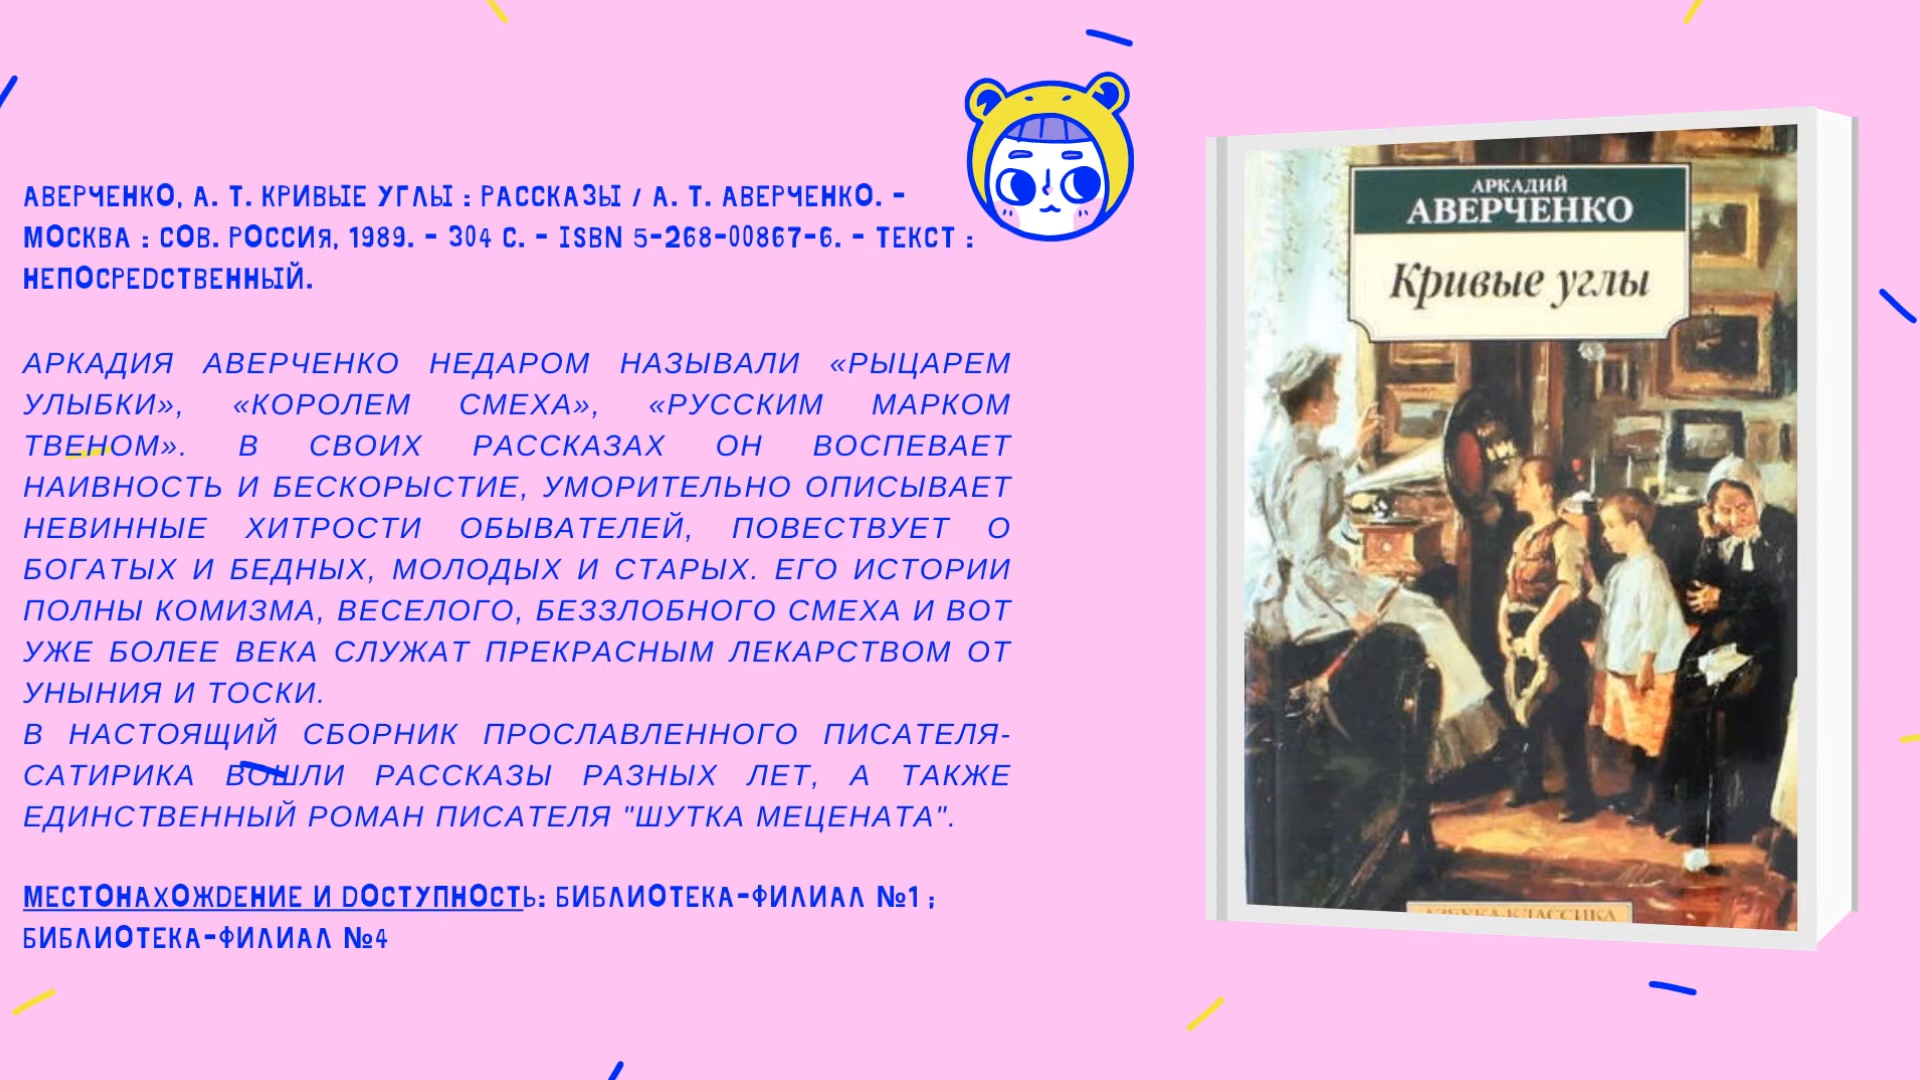 АВЕРЧЕНКО, А. Т. КРИВЫЕ УГЛЫ : РАССКАЗЫ / А. Т. АВЕРЧЕНКО. -
МОСКВА : СОВ. РОССИЯ, 1989. - 304 С. - ISBN 5-268-00867-6. - ТЕКСТ :
НЕПОСРЕДСТВЕННЫЙ.
АРКАДИЯ АВЕРЧЕНКО НЕДАРОМ НАЗЫВАЛИ «РЫЦАРЕМ
УЛЫБКИ», «КОРОЛЕМ СМЕХА», «РУССКИМ МАРКОМ
ТВЕНОМ». В СВОИХ РАССКАЗАХ ОН ВОСПЕВАЕТ
НАИВНОСТЬ И БЕСКОРЫСТИЕ, УМОРИТЕЛЬНО ОПИСЫВАЕТ
НЕВИННЫЕ ХИТРОСТИ ОБЫВАТЕЛЕЙ, ПОВЕСТВУЕТ О
БОГАТЫХ И БЕДНЫХ, МОЛОДЫХ И СТАРЫХ. ЕГО ИСТОРИИ
ПОЛНЫ КОМИЗМА, ВЕСЕЛОГО, БЕЗЗЛОБНОГО СМЕХА И ВОТ
УЖЕ БОЛЕЕ ВЕКА СЛУЖАТ ПРЕКРАСНЫМ ЛЕКАРСТВОМ ОТ
УНЫНИЯ И ТОСКИ.
В НАСТОЯЩИЙ СБОРНИК ПРОСЛАВЛЕННОГО ПИСАТЕЛЯ-
САТИРИКА ВОШЛИ РАССКАЗЫ РАЗНЫХ ЛЕТ, А ТАКЖЕ
ЕДИНСТВЕННЫЙ РОМАН ПИСАТЕЛЯ "ШУТКА МЕЦЕНАТА".
МЕСТОНАХОЖДЕНИЕ И ДОСТУПНОСТЬ: БИБЛИОТЕКА-ФИЛИАЛ №1 ;
БИБЛИОТЕКА-ФИЛИАЛ №4
АРКАДИЙ
АВЕРЧЕНКО
Кривые углы
АЗБУКА-КЛАССИКА